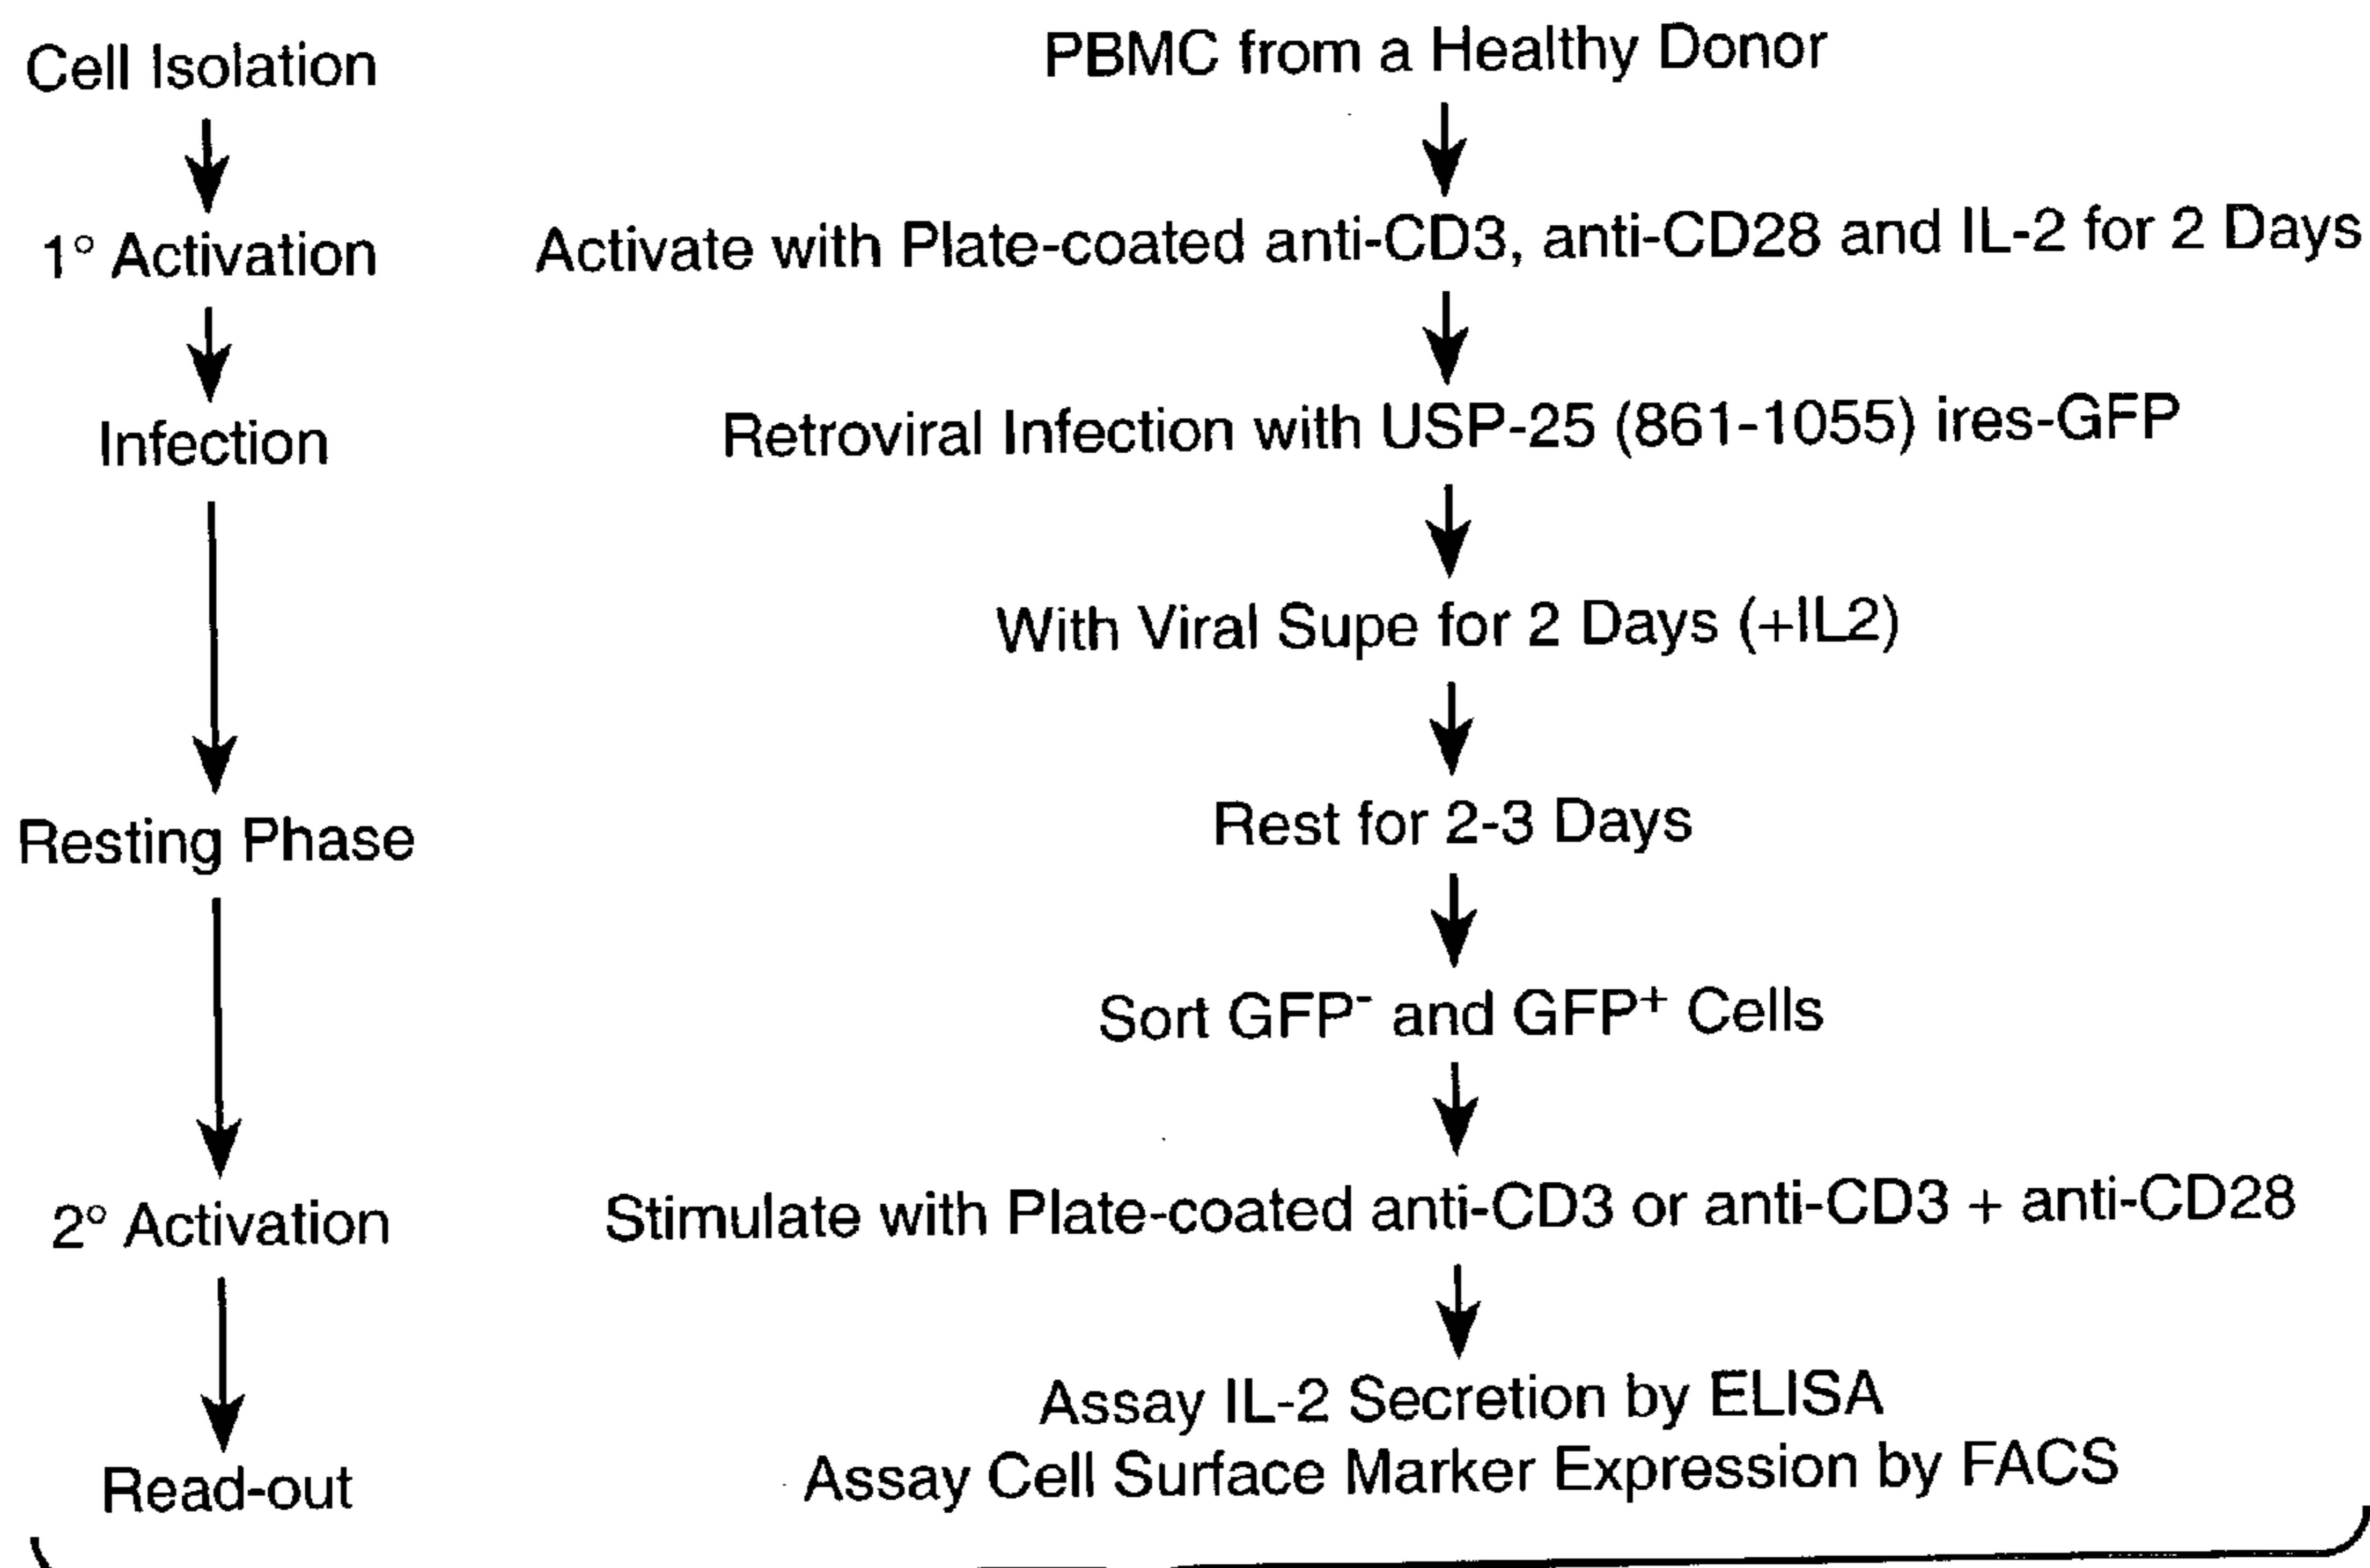 Cell Isolation
PBMC from a Healthy Donor
1° Activation
Activate with Plate-coated anti-CD3, anti-CD28 and IL-2 for 2 Days
Infection
Retroviral Infection with USP-25 (861-1055) ires-GFP
With Viral Supe for 2 Days (+IL2)
Resting Phase
Rest for 2-3 Days
Sort GFP⁻ and GFP⁺ Cells
2° Activation
Stimulate with Plate-coated anti-CD3 or anti-CD3 + anti-CD28
Assay IL-2 Secretion by ELISA
Read-out
Assay Cell Surface Marker Expression by FACS